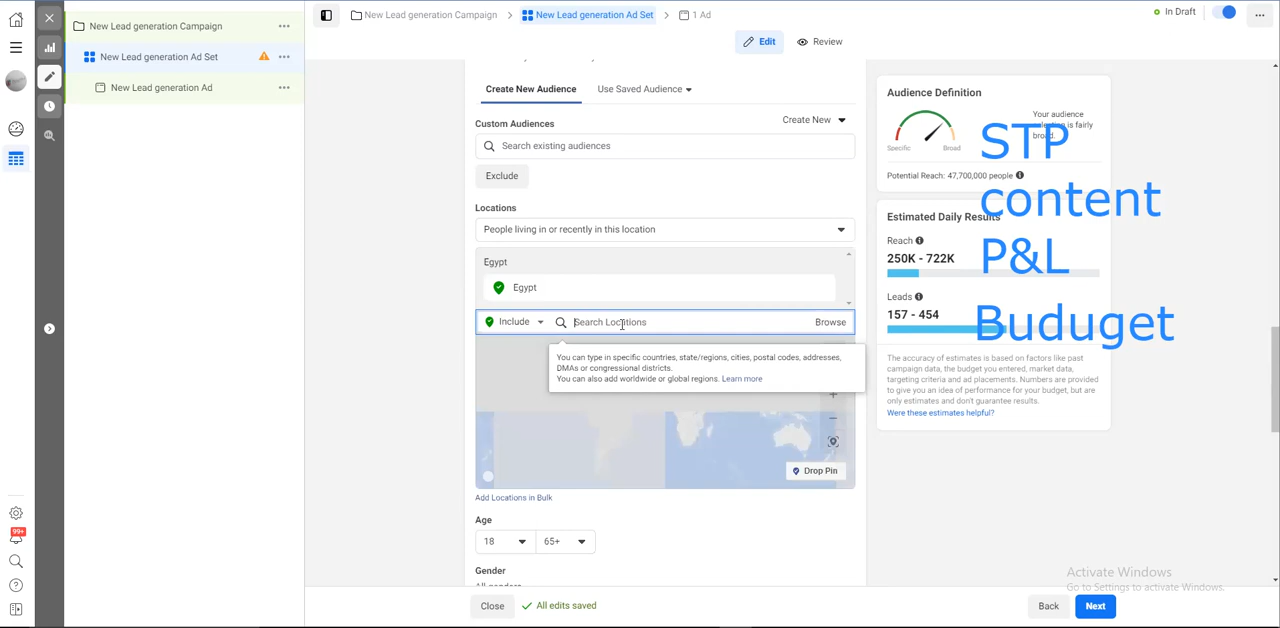 New Lead generation Campaign
New Lead generation Ad Set
1 Ad
In Draft
New Lead generation Campaign
New Lead generation Ad Set
New Lead generation Ad
Edit
Review
Create New Audience
Use Saved Audience
Custom Audiences
Create New
Search existing audiences
Exclude
Locations
People living in or recently in this location
Egypt
Egypt
Include
Search Locations
Browse
You can type in specific countries, state/regions, cities, postal codes, addresses,
DMAs or congressional districts.
You can also add worldwide or global regions. Learn more
Drop Pin
Add Locations in Bulk
Age
18
65+
Gender
Close
All edits saved
Back
Next
Audience Definition
Your audience
selection is fairly
broad.
Specific
Broad
Potential Reach: 47,700,000 people
Estimated Daily Results
Reach
250K - 722K
Leads
157 - 454
The accuracy of estimates is based on factors like past
campaign data, the budget you entered, market data,
targeting criteria and ad placements. Numbers are provided
to give you an idea of performance for your budget, but are
only estimates and don't guarantee results.
Were these estimates helpful?
STP
content
P&L
Buduget
99+
Activate Windows
Go to Settings to activate Windows.